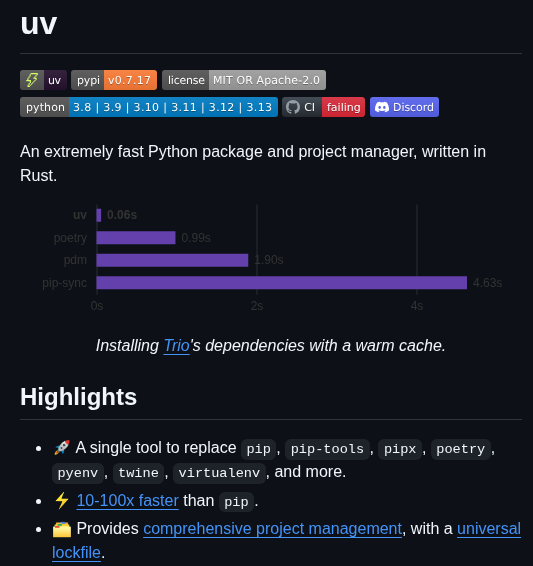 uv
uv pypi v0.7.17 license MIT OR Apache-2.0
python 3.8 | 3.9 | 3.10 | 3.11 | 3.12 | 3.13 CI failing Discord
An extremely fast Python package and project manager, written in
Rust.
uv 0.06s
poetry 0.99s
pdm 1.90s
pip-sync 4.63s
0s 2s 4s
Installing Trio's dependencies with a warm cache.
Highlights
• 🚀 A single tool to replace pip, pip-tools, pipx, poetry,
pyenv, twine, virtualenv, and more.
• ⚡ 10-100x faster than pip.
• 🗂️ Provides comprehensive project management, with a universal
lockfile.